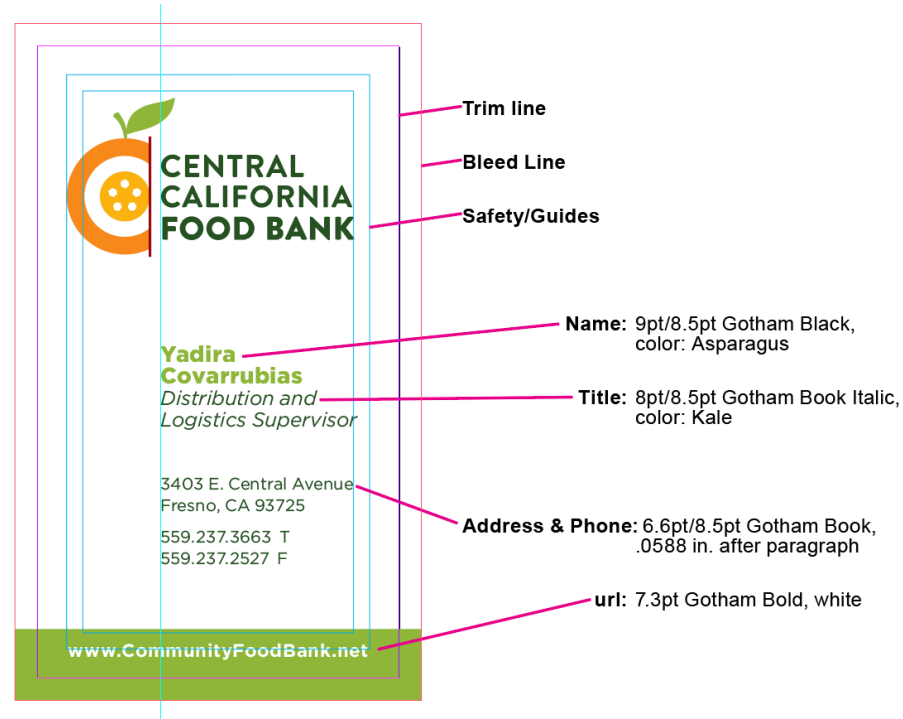 CENTRAL
CALIFORNIA
FOOD BANK
Trim line
Bleed Line
Safety/Guides
Yadira
Covarrubias
Distribution and
Logistics Supervisor
Name: 9pt/8.5pt Gotham Black,
color: Asparagus
Title: 8pt/8.5pt Gotham Book Italic,
color: Kale
3403 E. Central Avenue
Fresno, CA 93725
559.237.3663 T
559.237.2527 F
Address & Phone: 6.6pt/8.5pt Gotham Book,
.0588 in. after paragraph
url: 7.3pt Gotham Bold, white
www.CommunityFoodBank.net